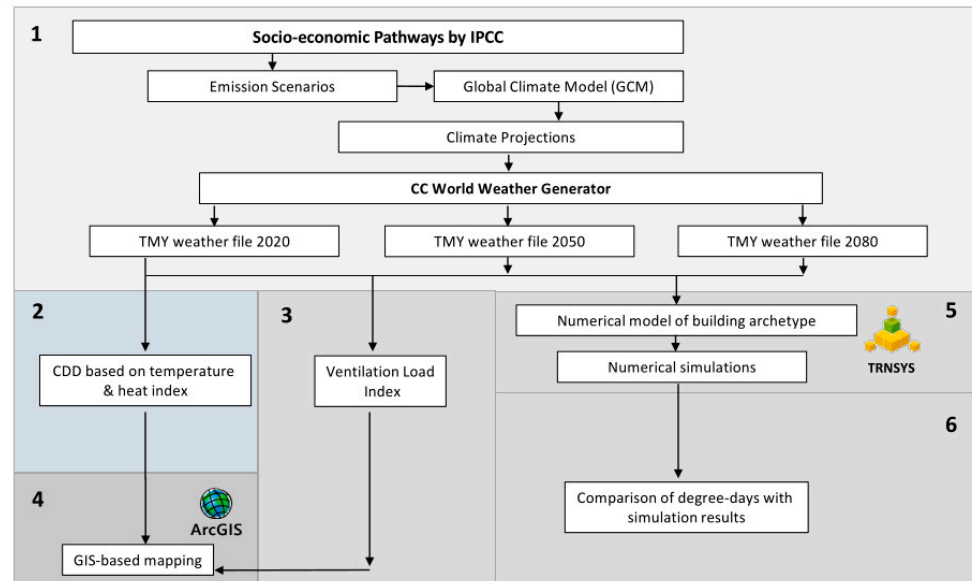 1
Socio-economic Pathways by IPCC
Emission Scenarios
Global Climate Model (GCM)
Climate Projections
CC World Weather Generator
TMY weather file 2020
TMY weather file 2050
TMY weather file 2080
2
CDD based on temperature
& heat index
3
Ventilation Load
Index
5
Numerical model of building archetype
Numerical simulations
TRNSYS
4
ArcGIS
GIS-based mapping
6
Comparison of degree-days with
simulation results